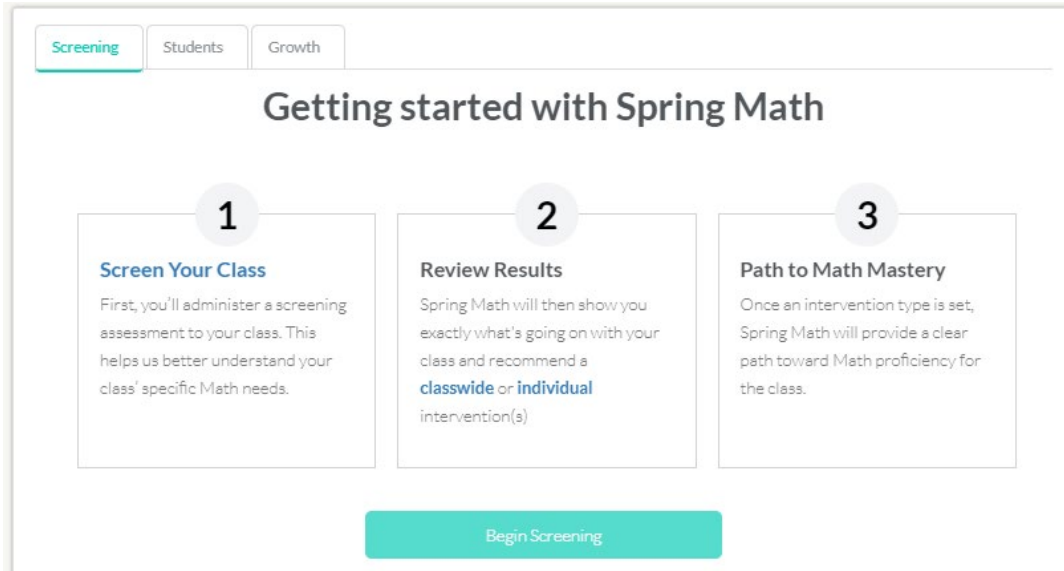 Screening
Students
Growth
Getting started with Spring Math
1
Screen Your Class
First, you'll administer a screening
assessment to your class. This
helps us better understand your
class' specific Math needs.
2
Review Results
Spring Math will then show you
exactly what's going on with your
class and recommend a
classwide or individual
intervention(s)
3
Path to Math Mastery
Once an intervention type is set,
Spring Math will provide a clear
path toward Math proficiency for
the class.
Begin Screening